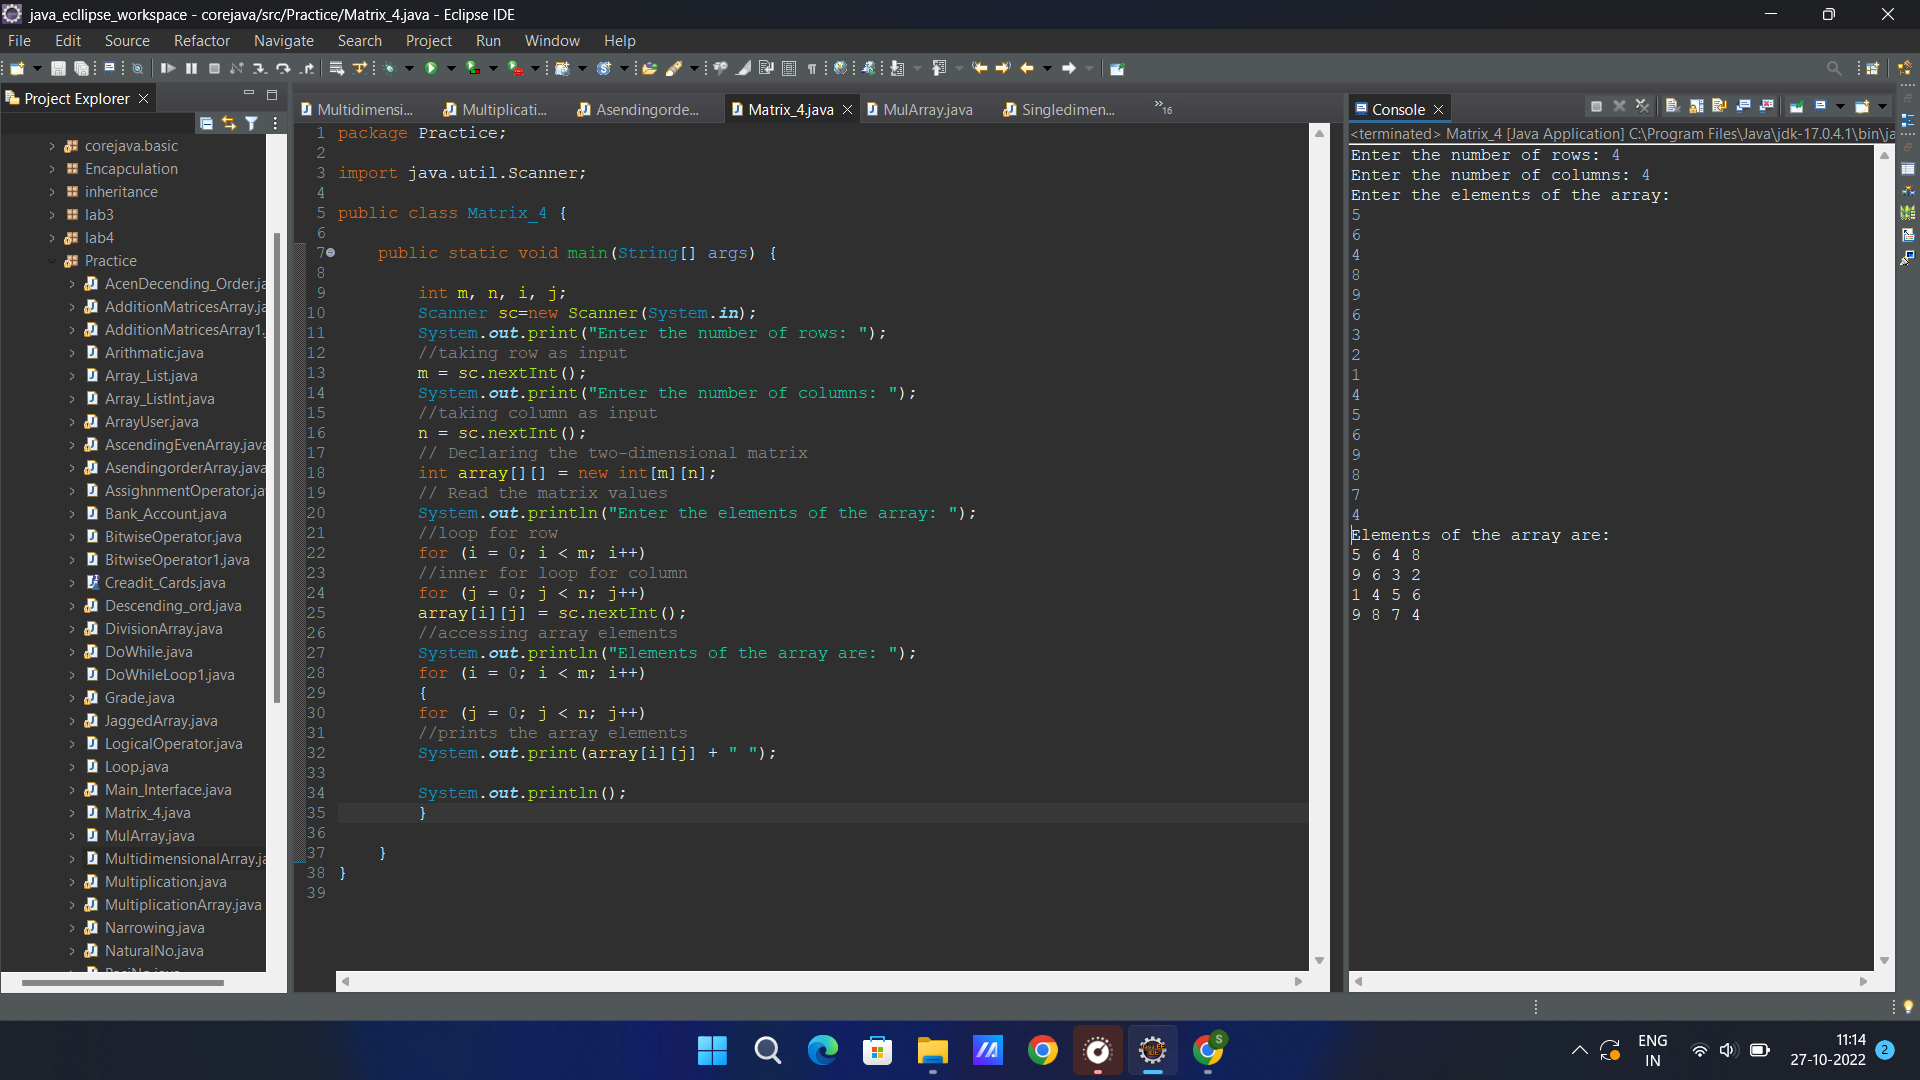 java_ecllipse_workspace - corejava/src/Practice/Matrix_4.java - Eclipse IDE
File Edit Source Refactor Navigate Search Project Run Window Help
Project Explorer
corejava.basic
Encapculation
inheritance
lab3
lab4
Practice
AcenDecending_Order.ja
AdditionMatricesArray.ja
AdditionMatricesArray1.
Arithmatic.java
Array_List.java
Array_ListInt.java
ArrayUser.java
AscendingEvenArray.java
AsendingorderArray.java
AssighnmentOperator.ja
Bank_Account.java
BitwiseOperator.java
BitwiseOperator1.java
Creadit_Cards.java
Descending_ord.java
DivisionArray.java
DoWhile.java
DoWhileLoop1.java
Grade.java
JaggedArray.java
LogicalOperator.java
Loop.java
Main_Interface.java
Matrix_4.java
MulArray.java
MultidimensionalArray.ja
Multiplication.java
MultiplicationArray.java
Narrowing.java
NaturalNo.java
Multidimensi... Multiplicati... Asendingorde... Matrix_4.java MulArray.java Singledimen... »16
1 package Practice;
2
3 import java.util.Scanner;
4
5 public class Matrix_4 {
6
7 public static void main(String[] args) {
8
9 int m, n, i, j;
10 Scanner sc=new Scanner(System.in);
11 System.out.print("Enter the number of rows: ");
12 //taking row as input
13 m = sc.nextInt();
14 System.out.print("Enter the number of columns: ");
15 //taking column as input
16 n = sc.nextInt();
17 // Declaring the two-dimensional matrix
18 int array[][] = new int[m][n];
19 // Read the matrix values
20 System.out.println("Enter the elements of the array: ");
21 //loop for row
22 for (i = 0; i < m; i++)
23 //inner for loop for column
24 for (j = 0; j < n; j++)
25 array[i][j] = sc.nextInt();
26 //accessing array elements
27 System.out.println("Elements of the array are: ");
28 for (i = 0; i < m; i++)
29 {
30 for (j = 0; j < n; j++)
31 //prints the array elements
32 System.out.print(array[i][j] + " ");
33
34 System.out.println();
35 }
36
37 }
38 }
39
Console
<terminated> Matrix_4 [Java Application] C:\Program Files\Java\jdk-17.0.4.1\bin\ja
Enter the number of rows: 4
Enter the number of columns: 4
Enter the elements of the array:
5
6
4
8
9
6
3
2
1
4
5
6
9
8
7
4
Elements of the array are:
5 6 4 8
9 6 3 2
1 4 5 6
9 8 7 4
ENG
IN
11:14
27-10-2022
2
S